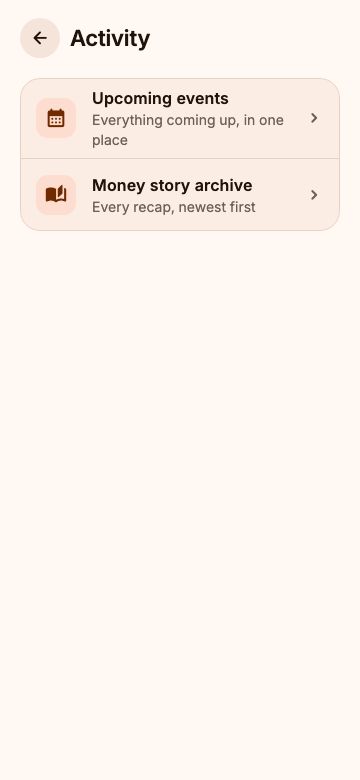 Activity
Upcoming events
Everything coming up, in one
place
Money story archive
Every recap, newest first